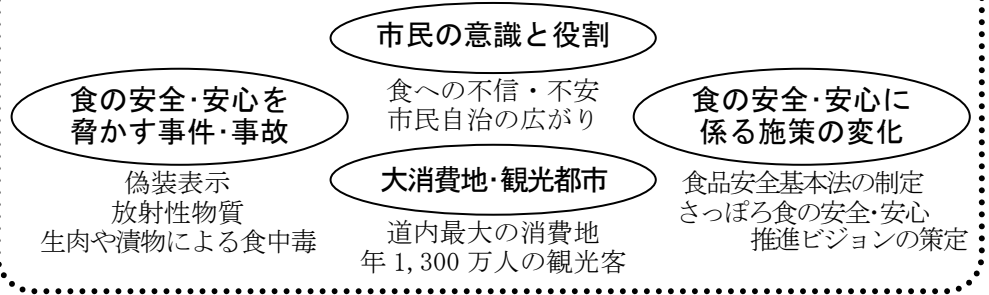 市民の意識と役割
食への不信・不安
市民自治の広がり
食の安全・安心を
脅かす事件・事故
偽装表示
放射性物質
生肉や漬物による食中毒
大消費地・観光都市
道内最大の消費地
年1,300万人の観光客
食の安全・安心に
係る施策の変化
食品安全基本法の制定
さっぽろ食の安全・安心
推進ビジョンの策定